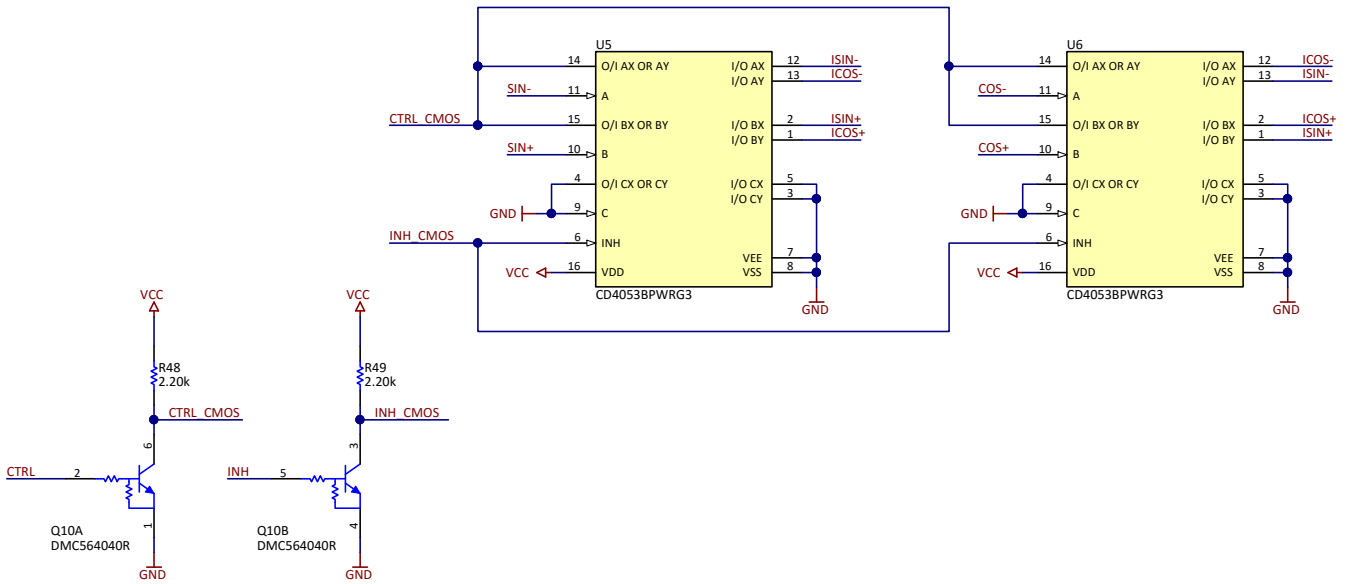 U5
14 O/I AX OR AY I/O AX 12 ISIN-
I/O AY 13 ICOS-
SIN- 11 A
CTRL_CMOS 15 O/I BX OR BY I/O BX 2 ISIN+
I/O BY 1 ICOS+
SIN+ 10 B
4 O/I CX OR CY I/O CX 5
I/O CY 3
GND 9 C
INH_CMOS 6 INH
VEE 7
VCC 16 VDD VSS 8
CD4053BPWRG3
GND
U6
14 O/I AX OR AY I/O AX 12 ICOS-
I/O AY 13 ISIN-
COS- 11 A
15 O/I BX OR BY I/O BX 2 ICOS+
I/O BY 1 ISIN+
COS+ 10 B
4 O/I CX OR CY I/O CX 5
I/O CY 3
GND 9 C
6 INH
VEE 7
VCC 16 VDD VSS 8
CD4053BPWRG3
GND
VCC
R48
2.20k
CTRL_CMOS
6
CTRL 2
1
Q10A
DMC564040R
GND
VCC
R49
2.20k
INH_CMOS
3
INH 5
4
Q10B
DMC564040R
GND